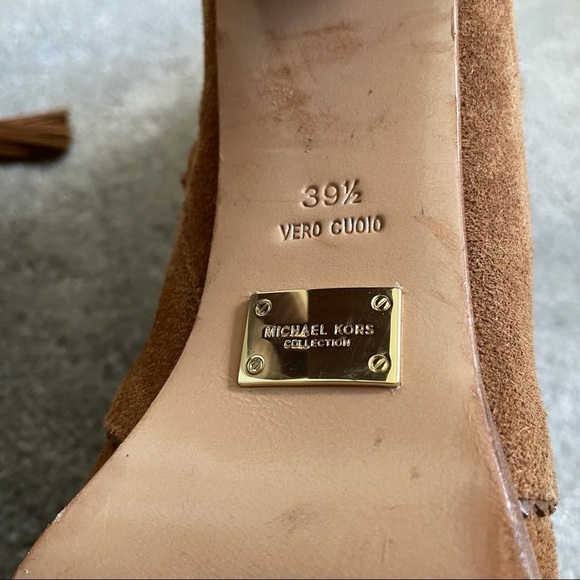 39½
VERO CUOIO
MICHAEL KORS
COLLECTION